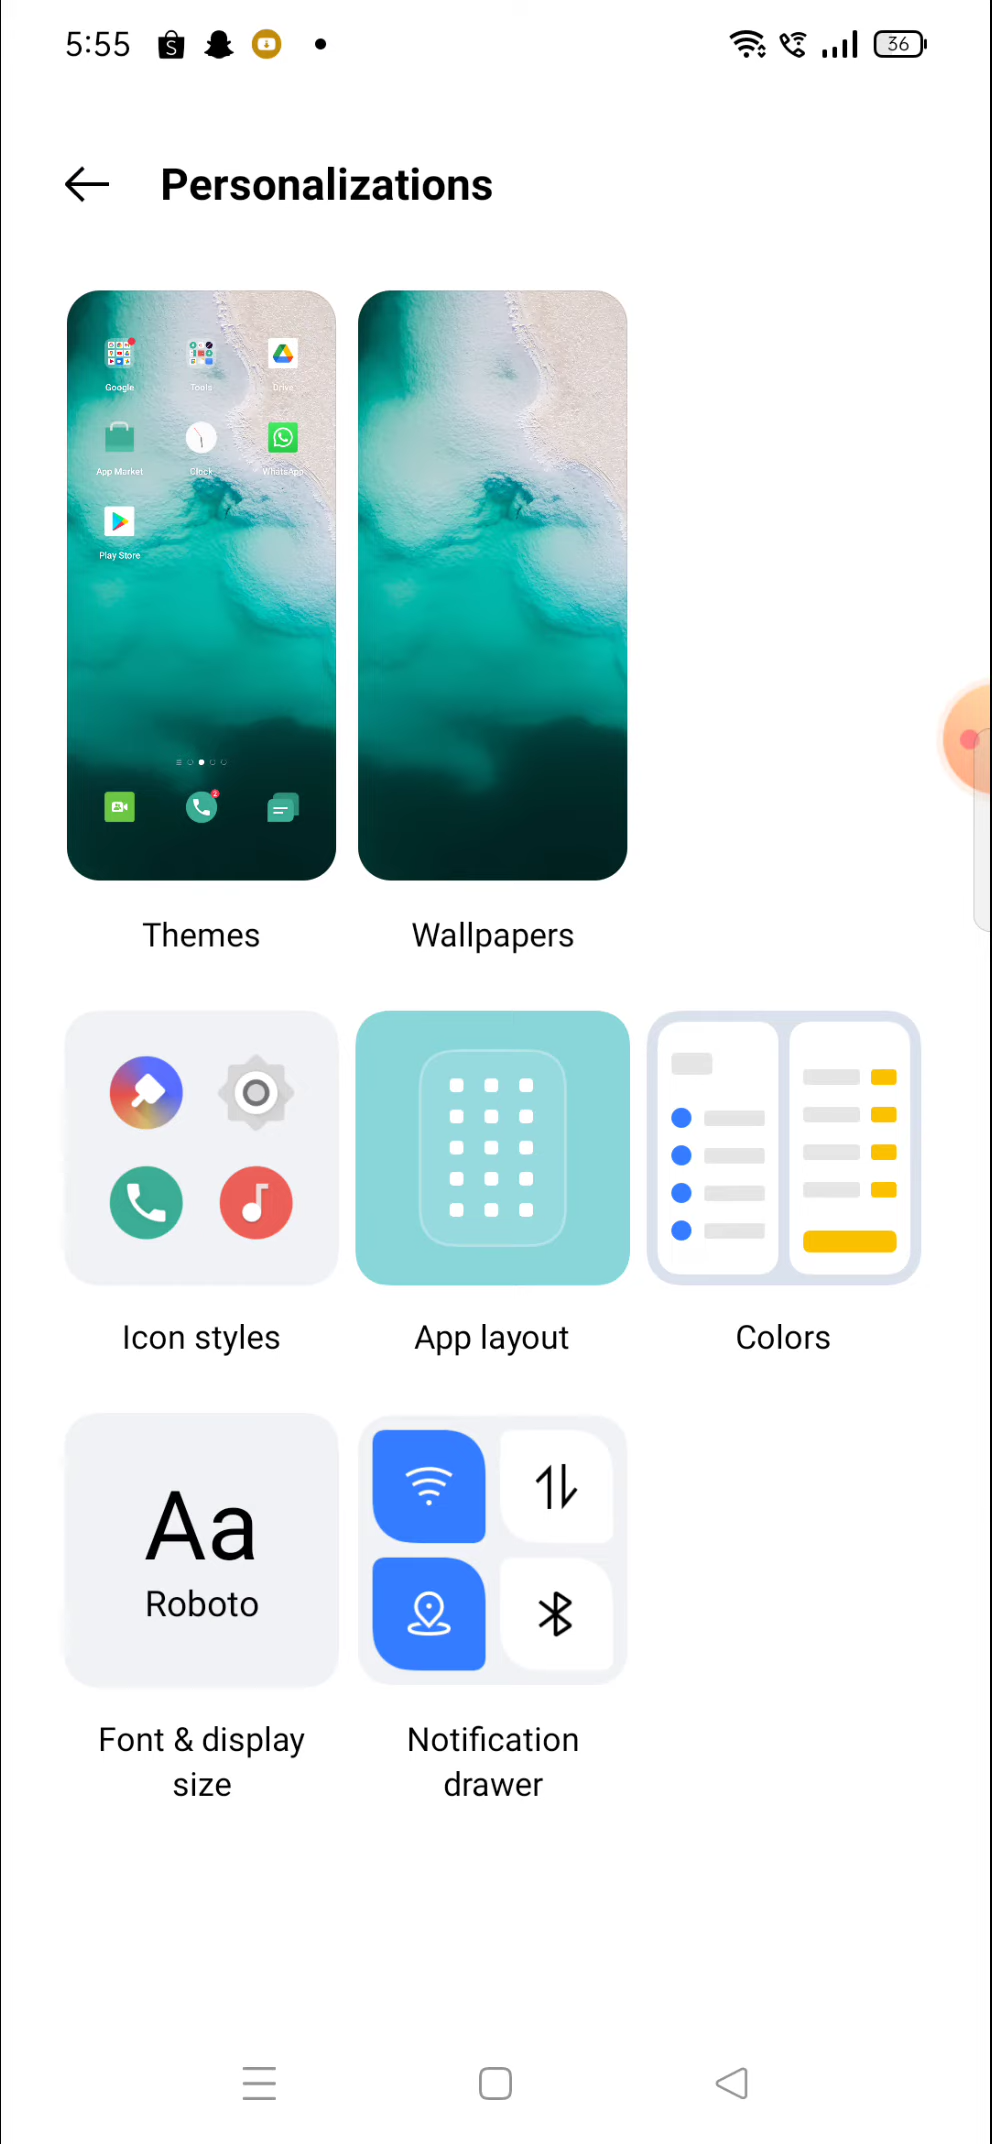 5:55
36
Personalizations
Google Tools Drive
App Market Clock WhatsApp
Play Store
2
Themes Wallpapers
Icon styles App layout Colors
Aa
Roboto
Font & display
size
Notification
drawer